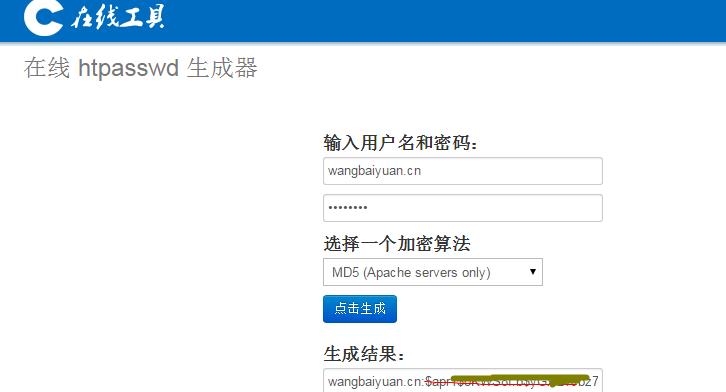 在线工具
在线 htpasswd 生成器
输入用户名和密码：
wangbaiyuan.cn
••••••••
选择一个加密算法
MD5 (Apache servers only)
点击生成
生成结果：
wangbaiyuan.cn: